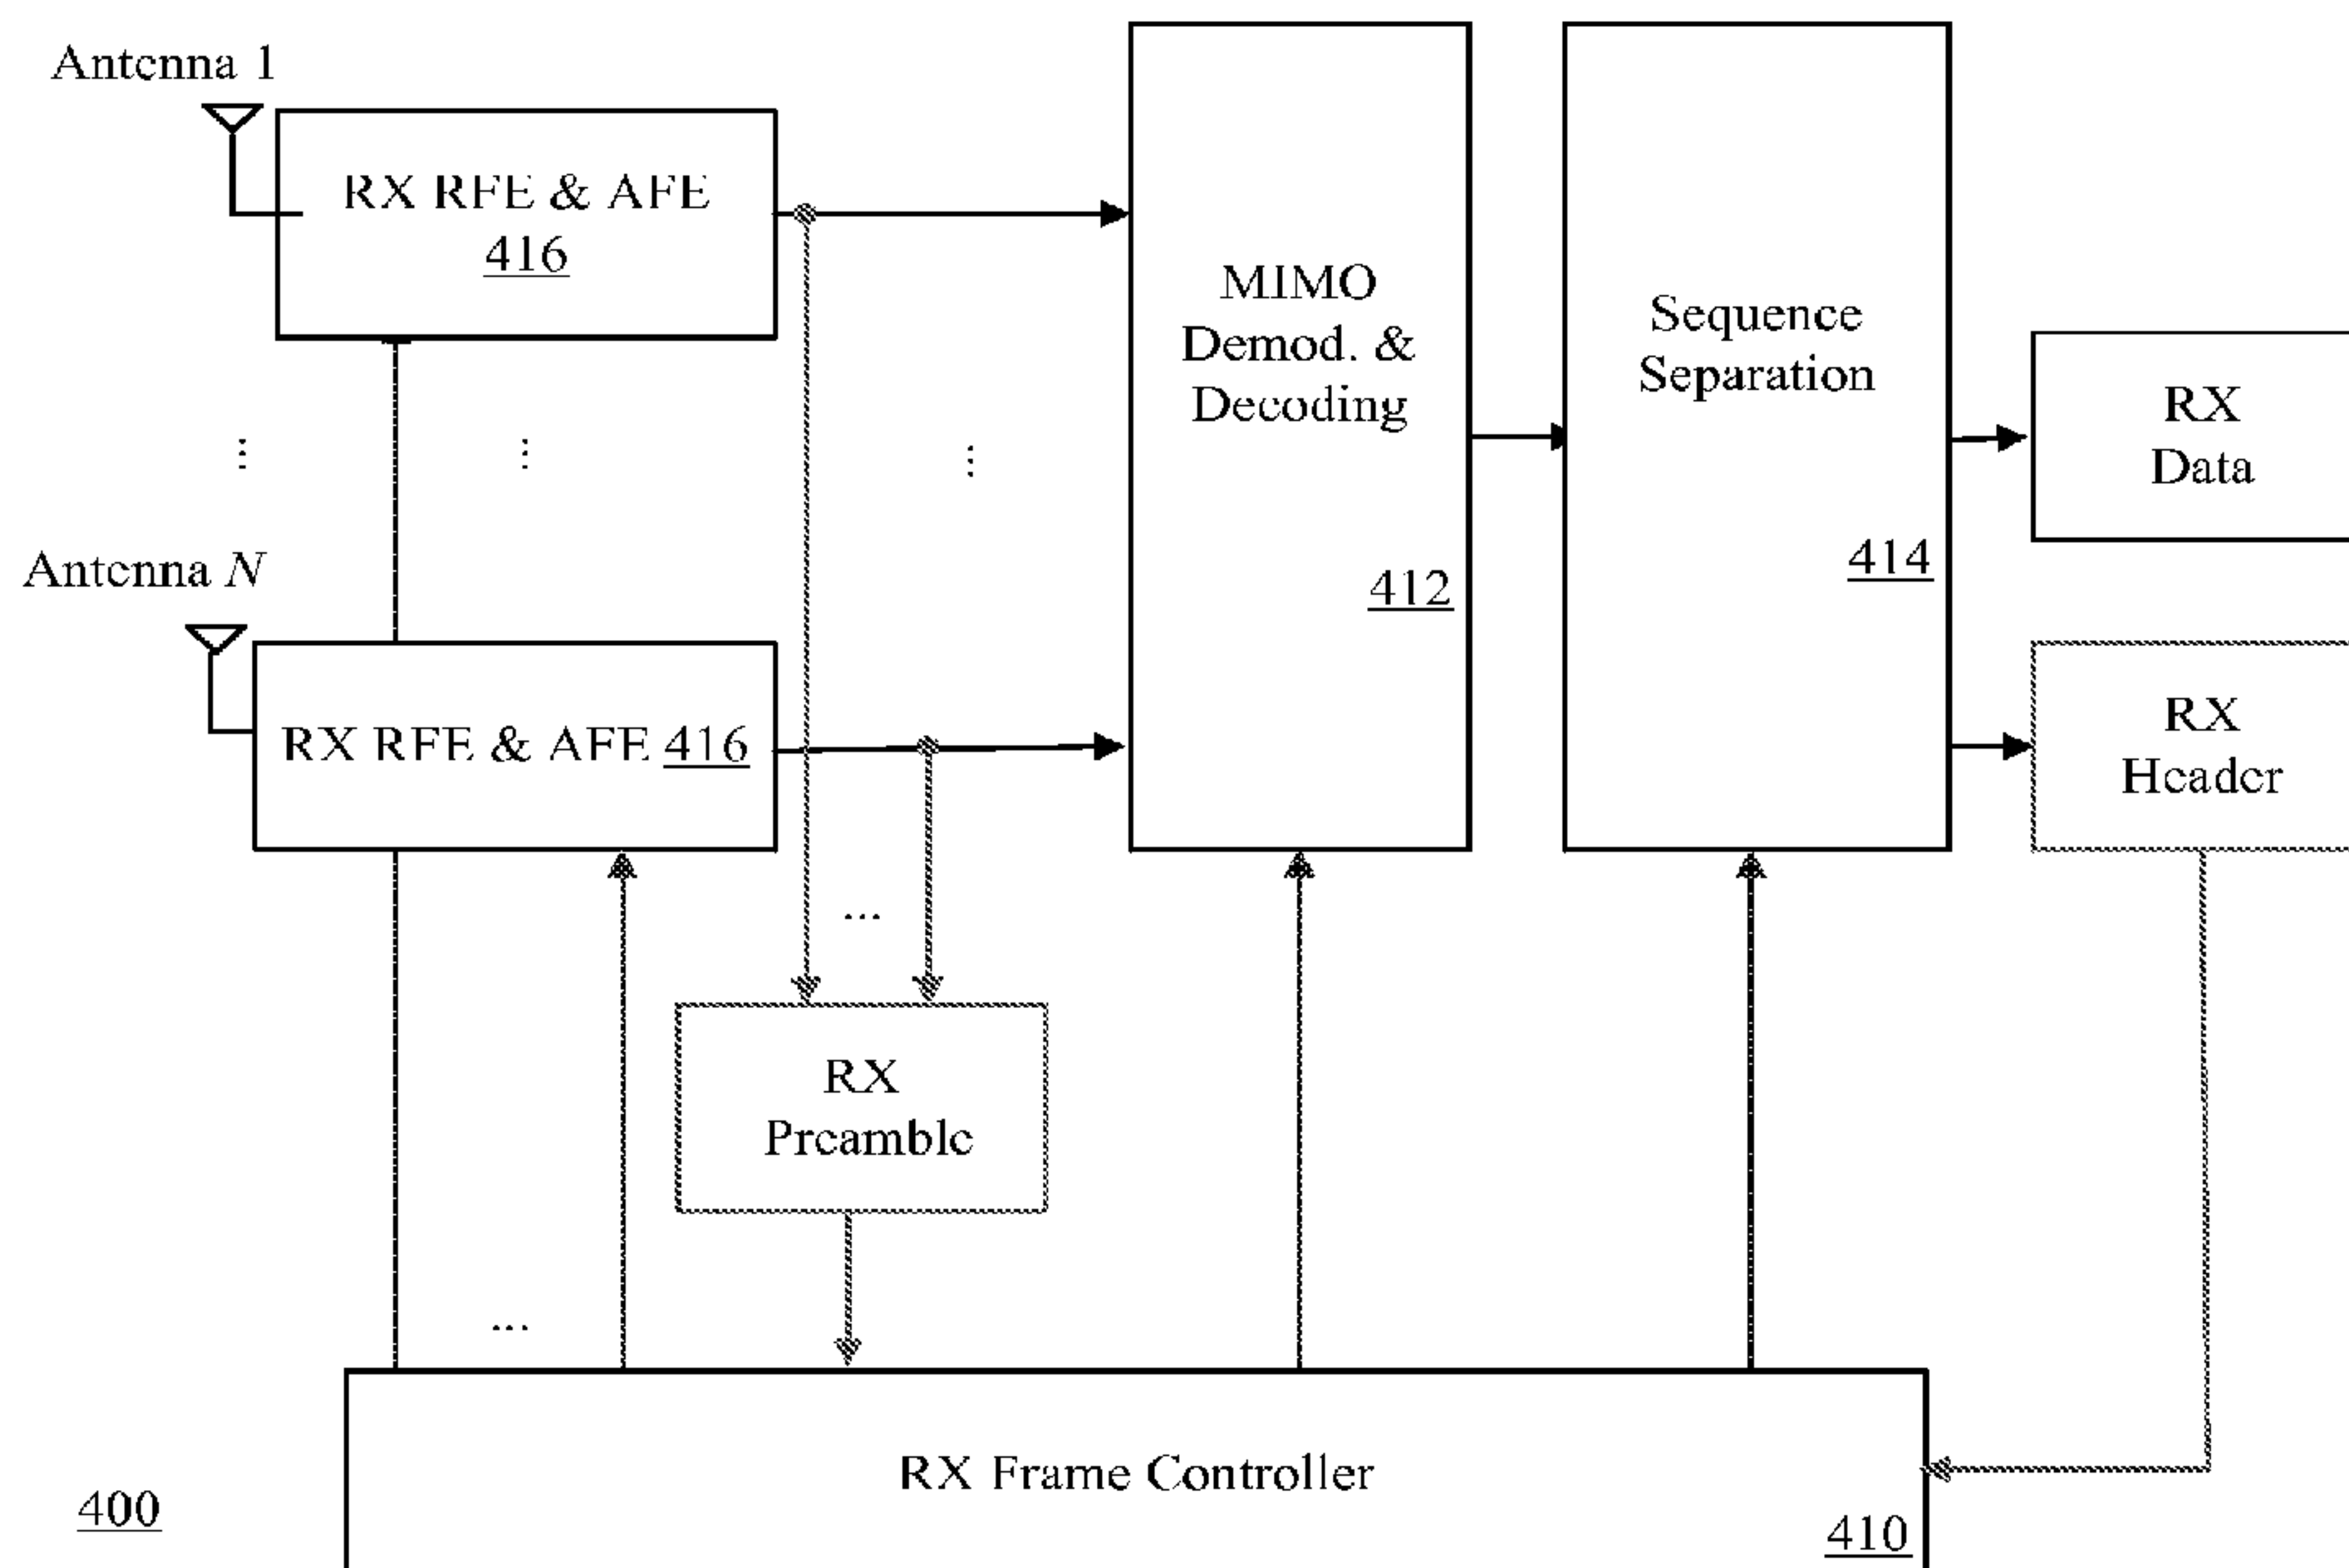 Antenna 1
RX RFE & AFE
416
MIMO
Demod. &
Decoding
412
Sequence
Separation
414
RX
Data
⋮
⋮
⋮
Antenna N
RX RFE & AFE 416
RX
Header
...
RX
Preamble
...
RX Frame Controller
400
410